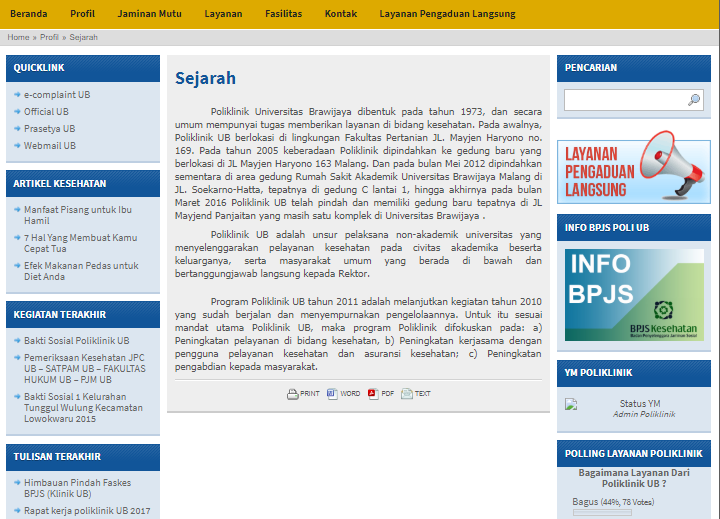 Beranda Profil Jaminan Mutu Layanan Fasilitas Kontak Layanan Pengaduan Langsung
Home » Profil » Sejarah
QUICKLINK
e-complaint UB
Official UB
Prasetya UB
Webmail UB
ARTIKEL KESEHATAN
Manfaat Pisang untuk Ibu
Hamil
7 Hal Yang Membuat Kamu
Cepat Tua
Efek Makanan Pedas untuk
Diet Anda
KEGIATAN TERAKHIR
Bakti Sosial Poliklinik UB
Pemeriksaan Kesehatan JPC
UB – SATPAM UB – FAKULTAS
HUKUM UB – PJM UB
Bakti Sosial 1 Kelurahan
Tunggul Wulung Kecamatan
Lowokwaru 2015
TULISAN TERAKHIR
Himbauan Pindah Faskes
BPJS (Klinik UB)
Rapat kerja poliklinik UB 2017
Sejarah
Poliklinik Universitas Brawijaya dibentuk pada tahun 1973, dan secara
umum mempunyai tugas memberikan layanan di bidang kesehatan. Pada awalnya,
Poliklinik UB berlokasi di lingkungan Fakultas Pertanian JL. Mayjen Haryono no.
169. Pada tahun 2005 keberadaan Poliklinik dipindahkan ke gedung baru yang
berlokasi di JL Mayjen Haryono 163 Malang. Dan pada bulan Mei 2012 dipindahkan
sementara di area gedung Rumah Sakit Akademik Universitas Brawijaya Malang di
JL. Soekarno-Hatta, tepatnya di gedung C lantai 1, hingga akhirnya pada bulan
Maret 2016 Poliklinik UB telah pindah dan memiliki gedung baru tepatnya di JL
Mayjend Panjaitan yang masih satu komplek di Universitas Brawijaya .
Poliklinik UB adalah unsur pelaksana non-akademik universitas yang
menyelenggarakan pelayanan kesehatan pada civitas akademika beserta
keluarganya, serta masyarakat umum yang berada di bawah dan
bertanggungjawab langsung kepada Rektor.
Program Poliklinik UB tahun 2011 adalah melanjutkan kegiatan tahun 2010
yang sudah berjalan dan menyempurnakan pengelolaannya. Untuk itu sesuai
mandat utama Poliklinik UB, maka program Poliklinik difokuskan pada: a)
Peningkatan pelayanan di bidang kesehatan, b) Peningkatan kerjasama dengan
pengguna pelayanan kesehatan dan asuransi kesehatan; c) Peningkatan
pengabdian kepada masyarakat.
PRINT WORD PDF TEXT
PENCARIAN
LAYANAN
PENGADUAN
LANGSUNG
INFO BPJS POLI UB
INFO
BPJS
BPJS Kesehatan
Badan Penyelenggara Jaminan Sosial
YM POLIKLINIK
Status YM
Admin Poliklinik
POLLING LAYANAN POLIKLINIK
Bagaimana Layanan Dari
Poliklinik UB ?
Bagus (44%, 78 Votes)